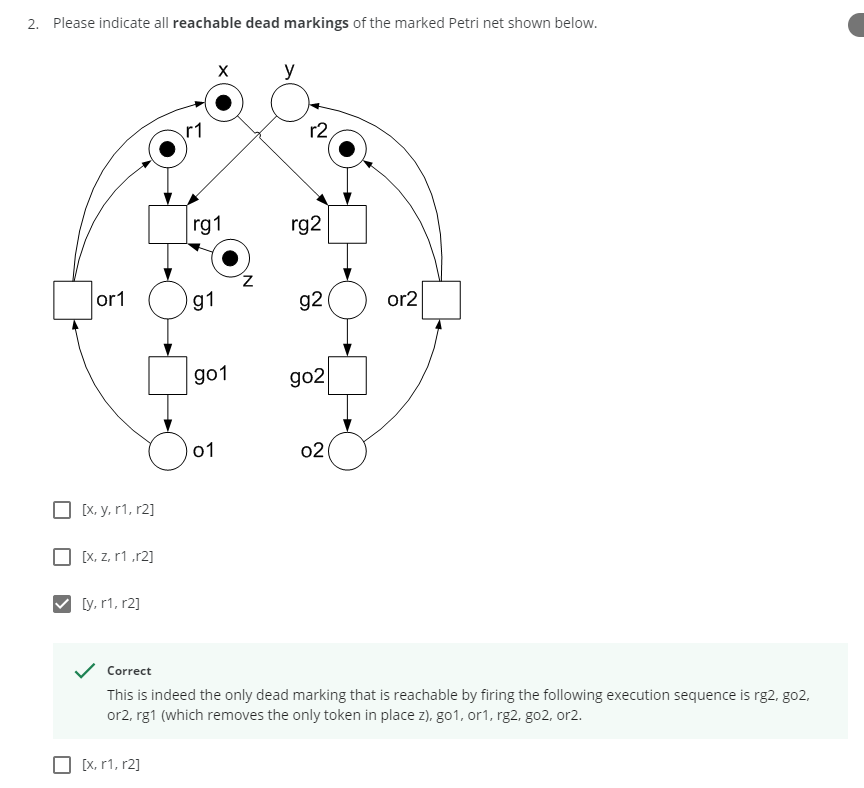 2. Please indicate all reachable dead markings of the marked Petri net shown below.
x y
r1 r2
rg1 rg2
z
or1 g1 g2 or2
go1 go2
o1 o2
[x, y, r1, r2]
[x, z, r1 ,r2]
[y, r1, r2]
Correct
This is indeed the only dead marking that is reachable by firing the following execution sequence is rg2, go2,
or2, rg1 (which removes the only token in place z), go1, or1, rg2, go2, or2.
[x, r1, r2]